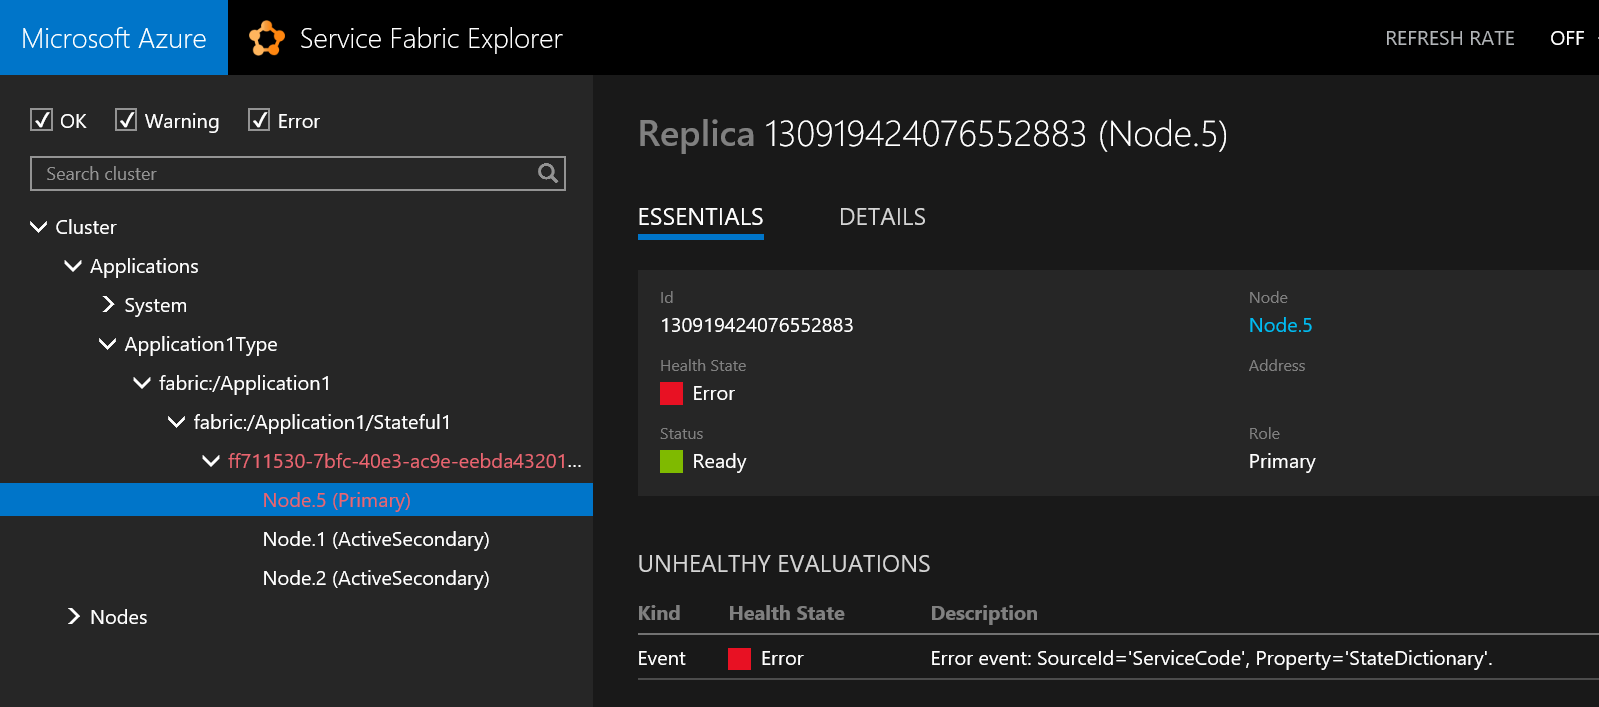 Microsoft Azure
Service Fabric Explorer
REFRESH RATE OFF
OK Warning Error
Search cluster
Cluster
Applications
System
Application1Type
fabric:/Application1
fabric:/Application1/Stateful1
ff711530-7bfc-40e3-ac9e-eebda43201...
Node.5 (Primary)
Node.1 (ActiveSecondary)
Node.2 (ActiveSecondary)
Nodes
Replica 130919424076552883 (Node.5)
ESSENTIALS DETAILS
Id
130919424076552883
Node
Node.5
Health State
Error
Address
Status
Ready
Role
Primary
UNHEALTHY EVALUATIONS
Kind Health State Description
Event Error Error event: SourceId='ServiceCode', Property='StateDictionary'.